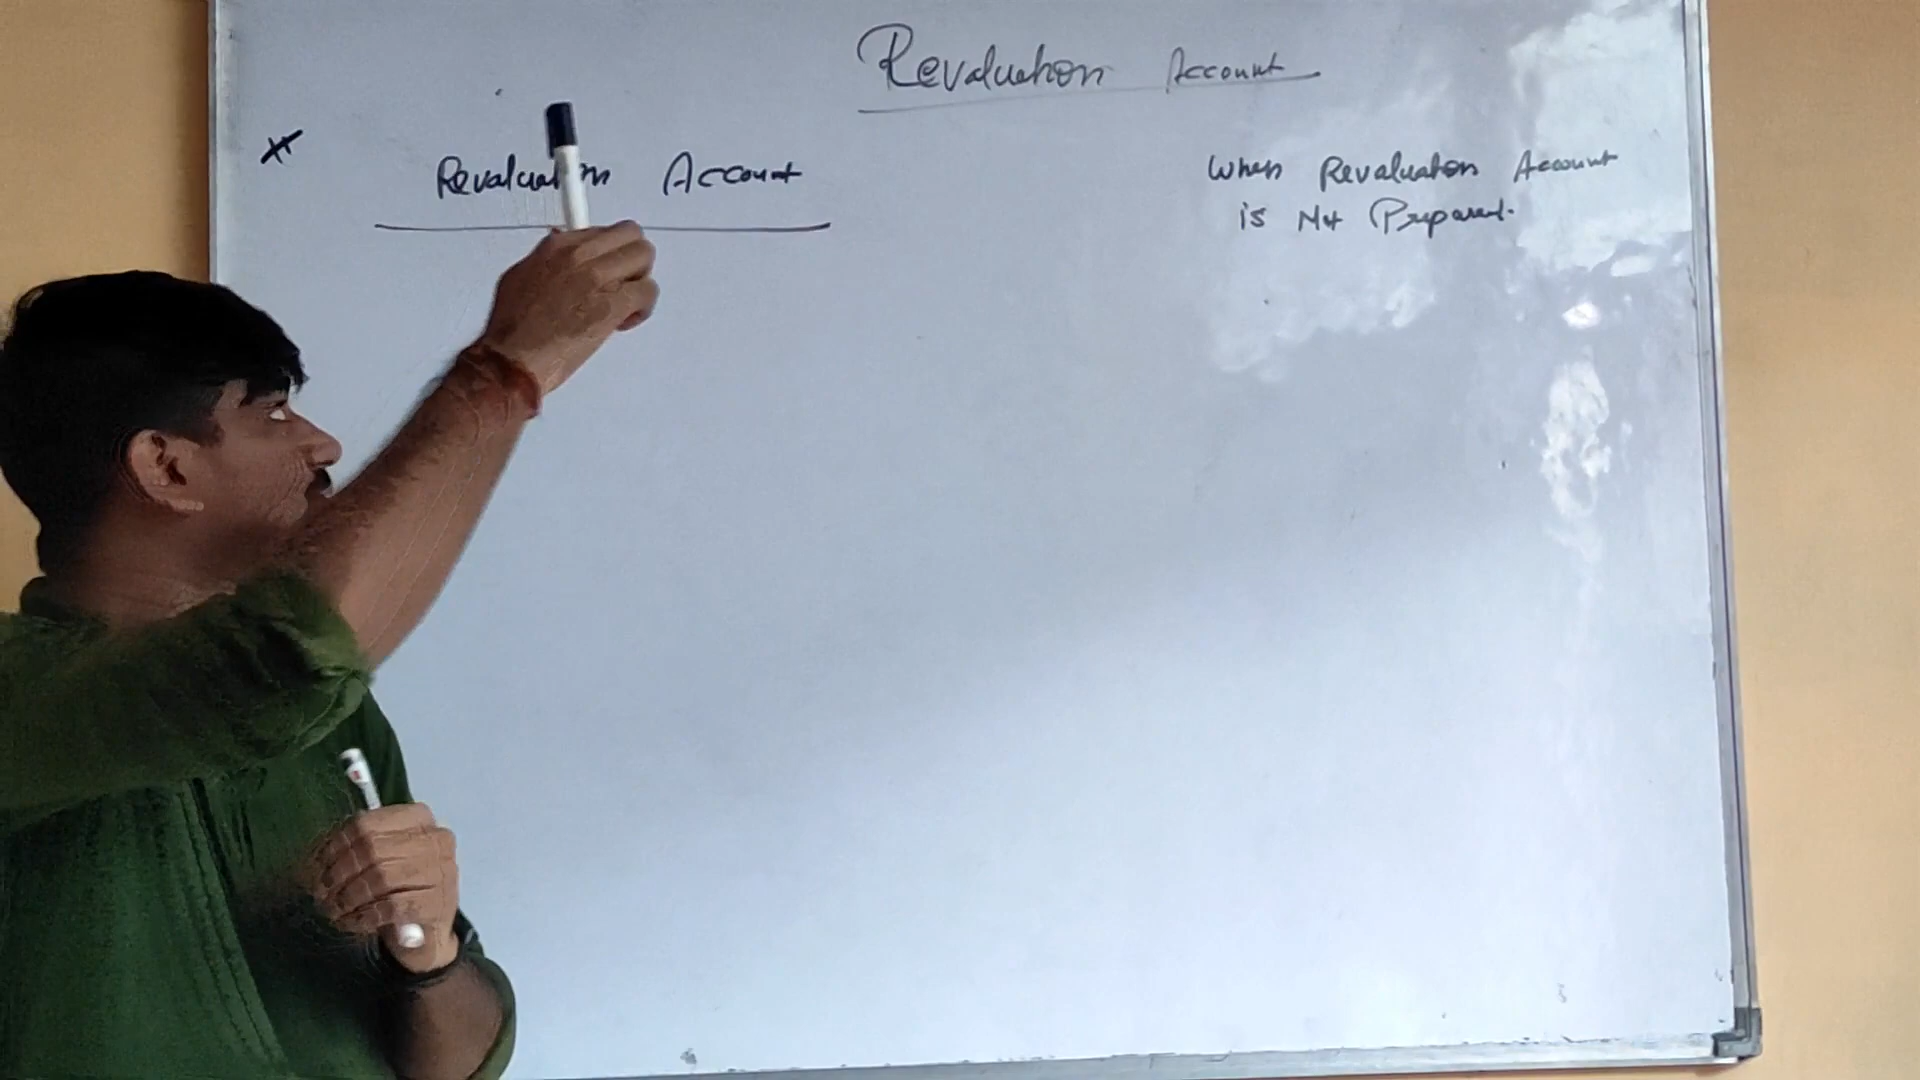 Revaluation Account
Revaluation Account
When Revaluation Account
is Not Prepared.